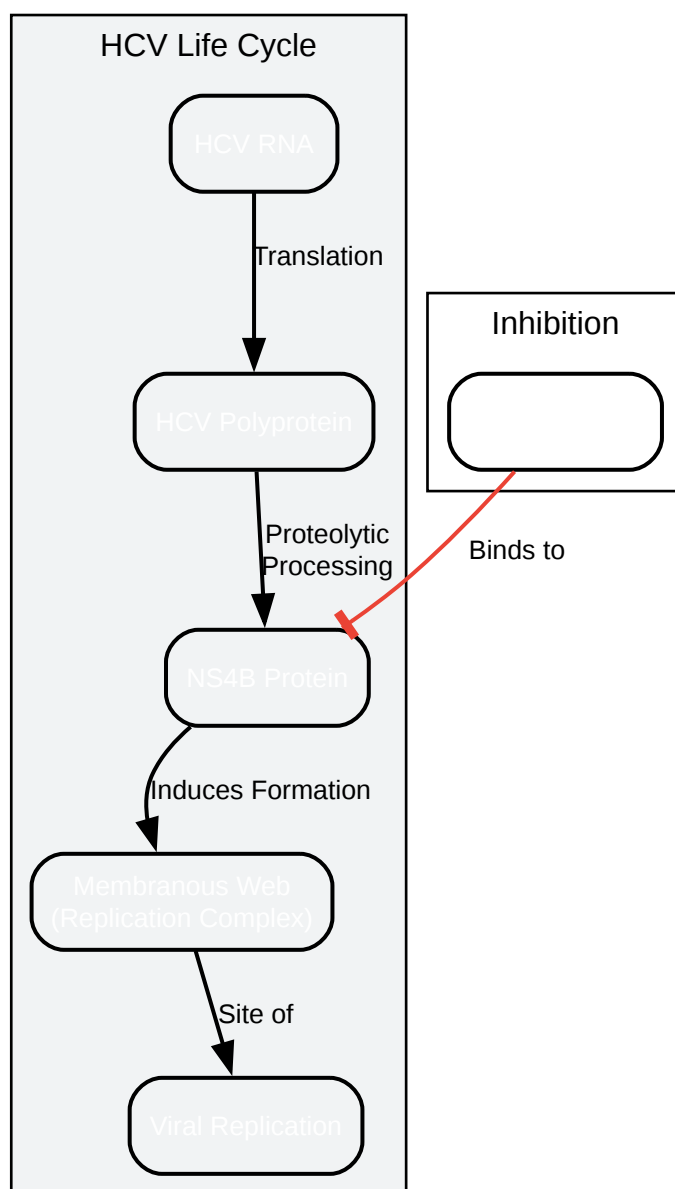 HCV Life Cycle
HCV RNA
Translation
Inhibition
HCV Polyprotein
Proteolytic
Processing
Binds to
NS4B Protein
Induces Formation
Membranous Web
(Replication Complex)
Site of
Viral Replication